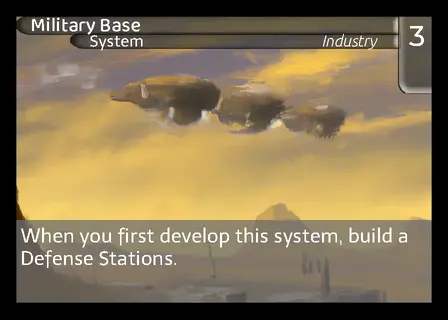 Military Base
System Industry 3
When you first develop this system, build a
Defense Stations.